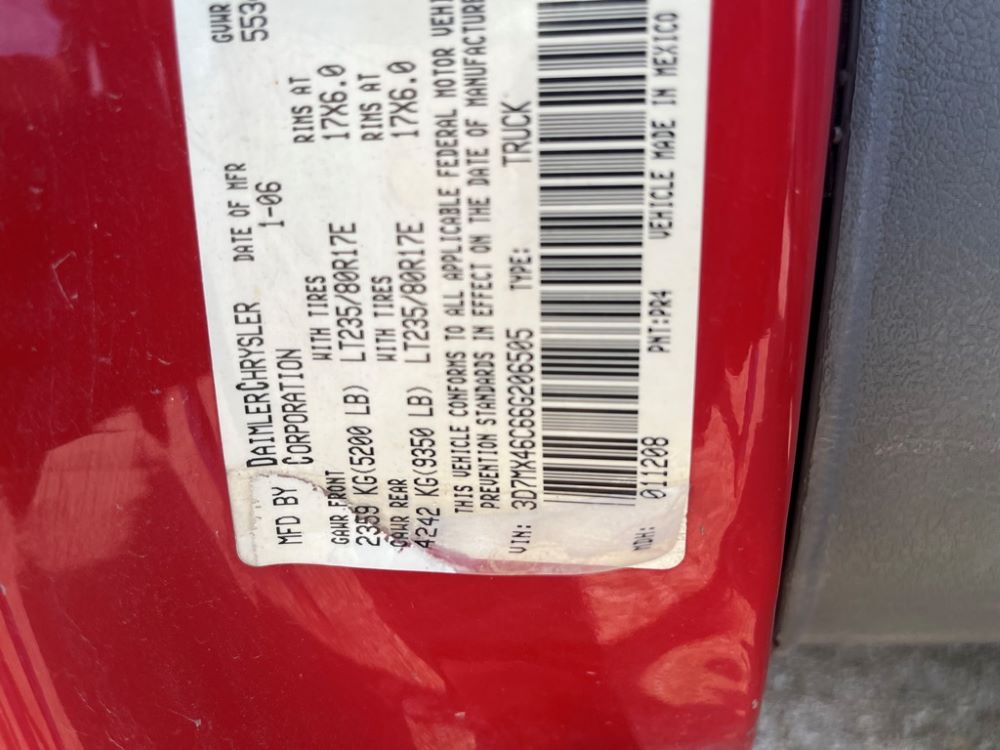 MFD BY DAIMLERCHRYSLER CORPORATION
DATE OF MFR
1-06
GVWR
GAWR FRONT
WITH TIRES
RIMS AT
2359 KG(5200 LB)
LT235/80R17E
17X6.0
GAWR REAR
WITH TIRES
RIMS AT
4242 KG(9350 LB)
LT235/80R17E
17X6.0
THIS VEHICLE CONFORMS TO ALL APPLICABLE FEDERAL MOTOR
PREVENTION STANDARDS IN EFFECT ON THE DATE OF
VIN: 3D7MX46C66G206505
TYPE: TRUCK
MDH: 011208
PNT:PR4
VEHICLE MADE IN MEXICO